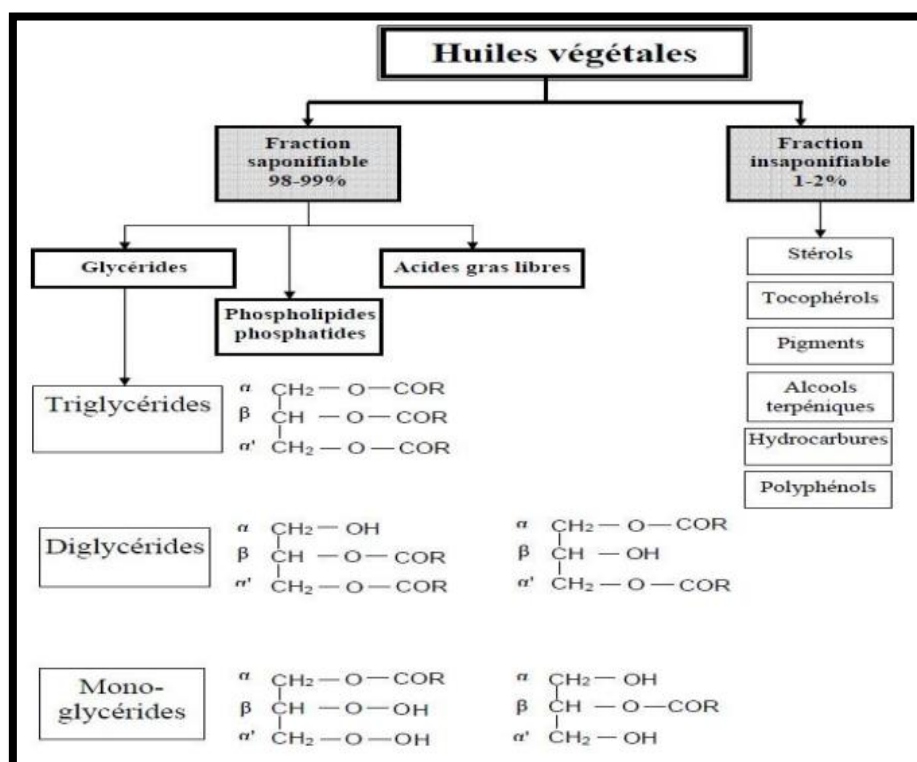 Huiles végétales
Fraction
saponifiable
98-99%
Fraction
insaponifiable
1-2%
Glycérides
Acides gras libres
Phospholipides
phosphatides
Stérols
Tocophérols
Pigments
Alcools
terpéniques
Hydrocarbures
Polyphénols
Triglycérides
α CH₂ — O — COR
β CH — O — COR
α' CH₂ — O — COR
Diglycérides
α CH₂ — OH
β CH — O — COR
α' CH₂ — O — COR
α CH₂ — O — COR
β CH — OH
α' CH₂ — O — COR
Mono-
glycérides
α CH₂ — O — COR
β CH — O — OH
α' CH₂ — O — OH
α CH₂ — OH
β CH — O — COR
α' CH₂ — OH